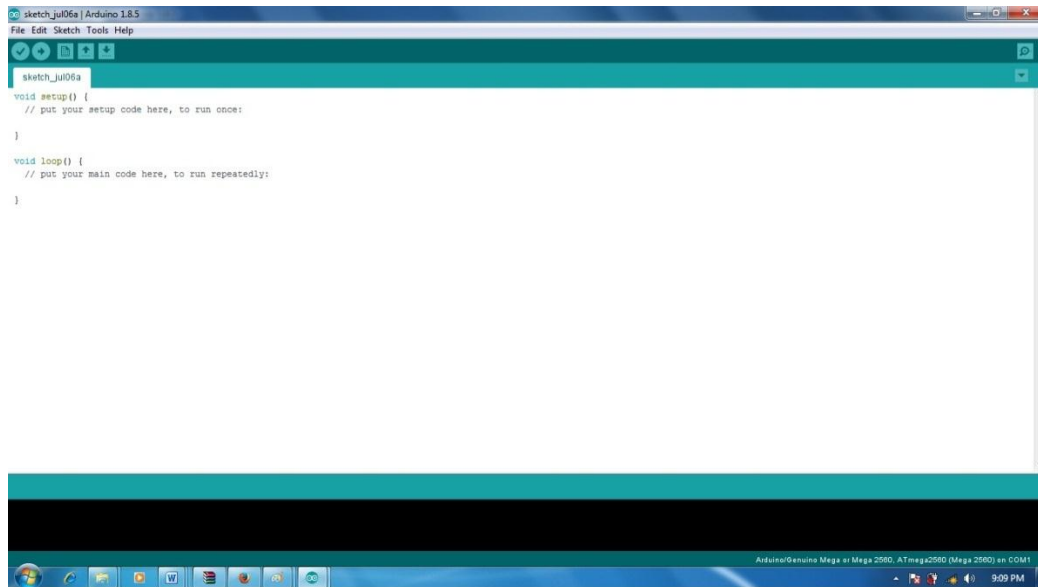 sketch_jul06a | Arduino 1.8.5
File Edit Sketch Tools Help
sketch_jul06a
void setup() {
// put your setup code here, to run once:
}
void loop() {
// put your main code here, to run repeatedly:
}
Arduino/Genuino Mega or Mega 2560, ATmega2560 (Mega 2560) on COM1
9:09 PM